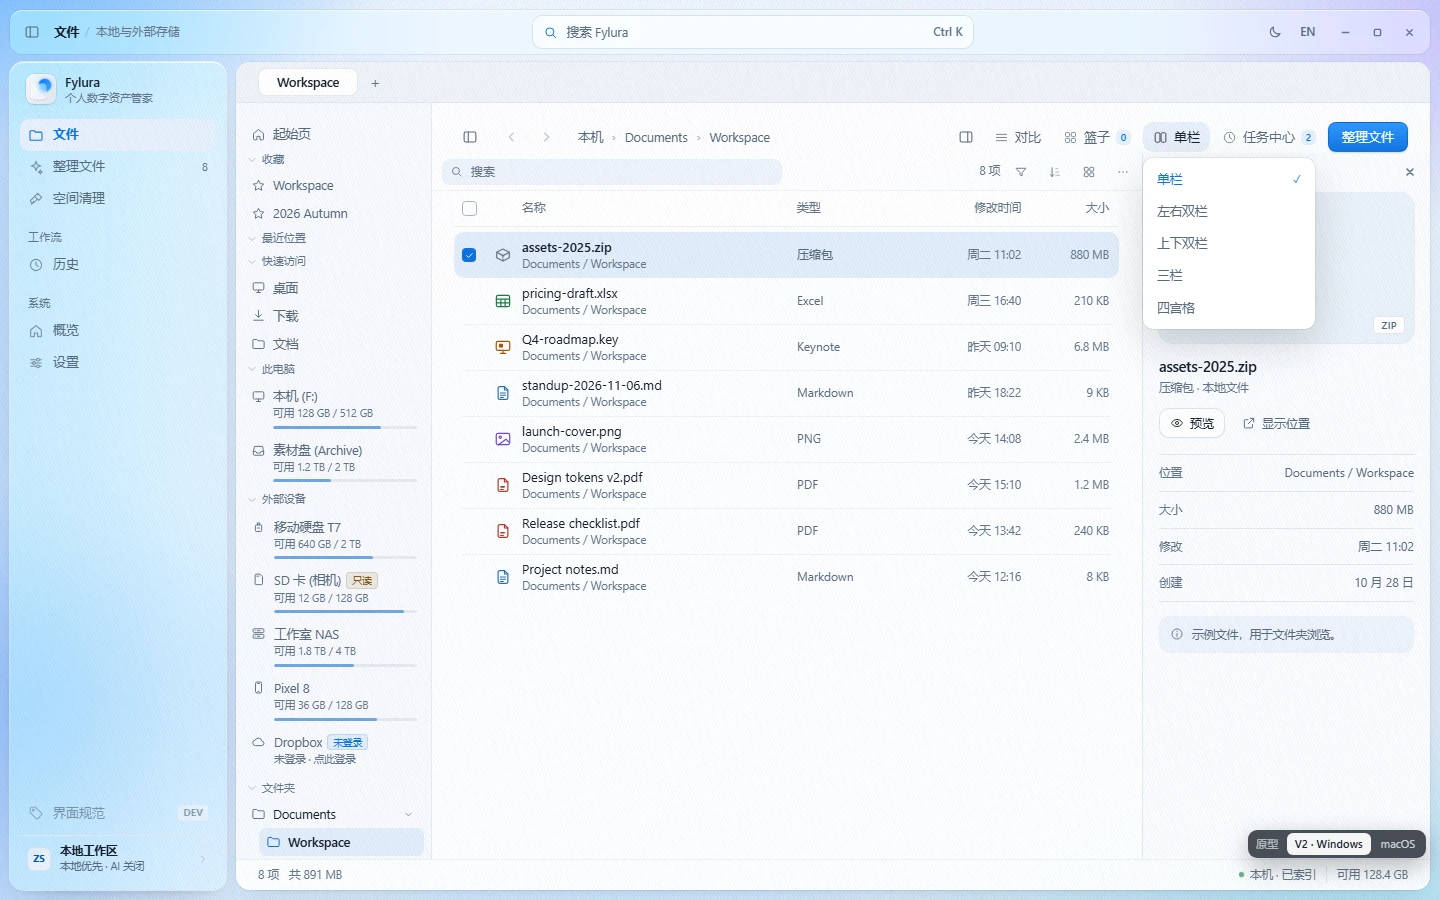 文件 / 本地与外部存储
搜索 Fylura
Ctrl K
EN
Fylura
个人数字资产管家
文件
整理文件 8
空间清理
工作流
历史
系统
概览
设置
界面规范 DEV
ZS
本地工作区
本地优先 · AI 关闭
Workspace +
起始页
收藏
Workspace
2026 Autumn
最近位置
快速访问
桌面
下载
文档
此电脑
本机 (F:)
可用 128 GB / 512 GB
素材盘 (Archive)
可用 1.2 TB / 2 TB
外部设备
移动硬盘 T7
可用 640 GB / 2 TB
SD 卡 (相机) 只读
可用 12 GB / 128 GB
工作室 NAS
可用 1.8 TB / 4 TB
Pixel 8
可用 36 GB / 128 GB
Dropbox 未登录
未登录 · 点此登录
文件夹
Documents
Workspace
本机 › Documents › Workspace
对比
篮子 0
单栏
任务中心 2
整理文件
搜索
8 项
名称 类型 修改时间 大小
assets-2025.zip
Documents / Workspace
压缩包 周二 11:02 880 MB
pricing-draft.xlsx
Documents / Workspace
Excel 周三 16:40 210 KB
Q4-roadmap.key
Documents / Workspace
Keynote 昨天 09:10 6.8 MB
standup-2026-11-06.md
Documents / Workspace
Markdown 昨天 18:22 9 KB
launch-cover.png
Documents / Workspace
PNG 今天 14:08 2.4 MB
Design tokens v2.pdf
Documents / Workspace
PDF 今天 15:10 1.2 MB
Release checklist.pdf
Documents / Workspace
PDF 今天 13:42 240 KB
Project notes.md
Documents / Workspace
Markdown 今天 12:16 8 KB
单栏 ✓
左右双栏
上下双栏
三栏
四宫格
ZIP
assets-2025.zip
压缩包 · 本地文件
预览
显示位置
位置 Documents / Workspace
大小 880 MB
修改 周二 11:02
创建 10 月 28 日
示例文件，用于文件夹浏览。
原型 V2 · Windows macOS
8 项 共 891 MB
本机 · 已索引
可用 128.4 GB